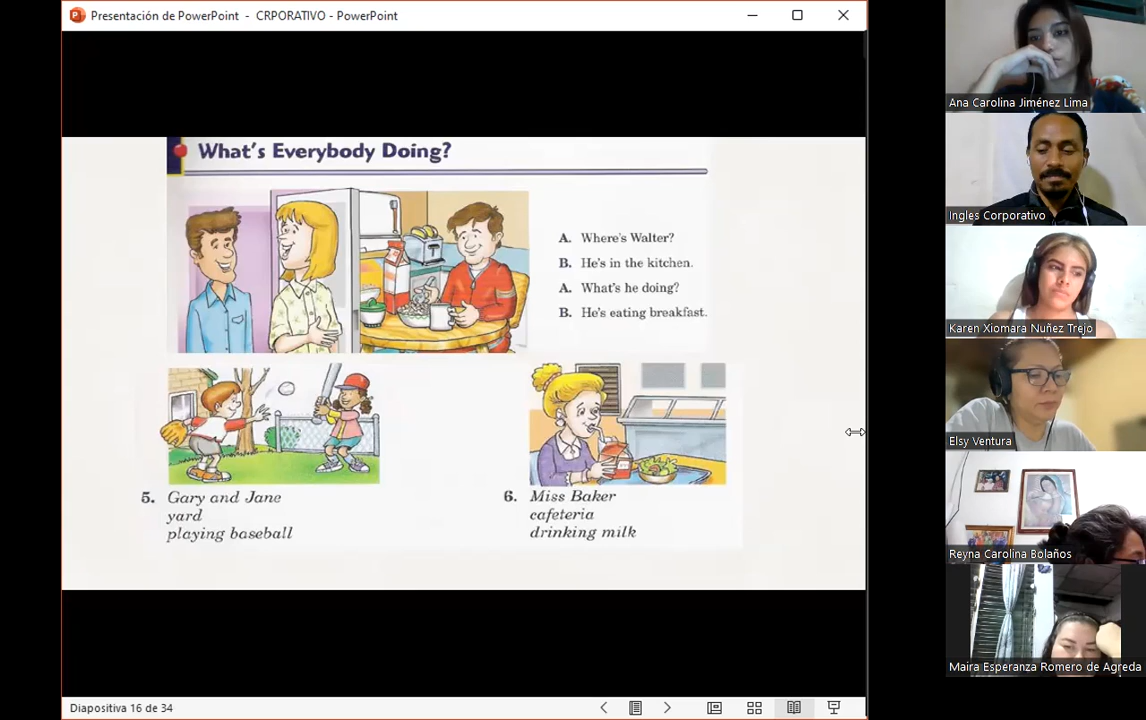 Presentación de PowerPoint - CRPORATIVO - PowerPoint
What's Everybody Doing?
A. Where's Walter?
B. He's in the kitchen.
A. What's he doing?
B. He's eating breakfast.
5. Gary and Jane
yard
playing baseball
6. Miss Baker
cafeteria
drinking milk
Diapositiva 16 de 34
Ana Carolina Jiménez Lima
Ingles Corporativo
Karen Xiomara Nuñez Trejo
Elsy Ventura
Reyna Carolina Bolaños
Maira Esperanza Romero de Agreda